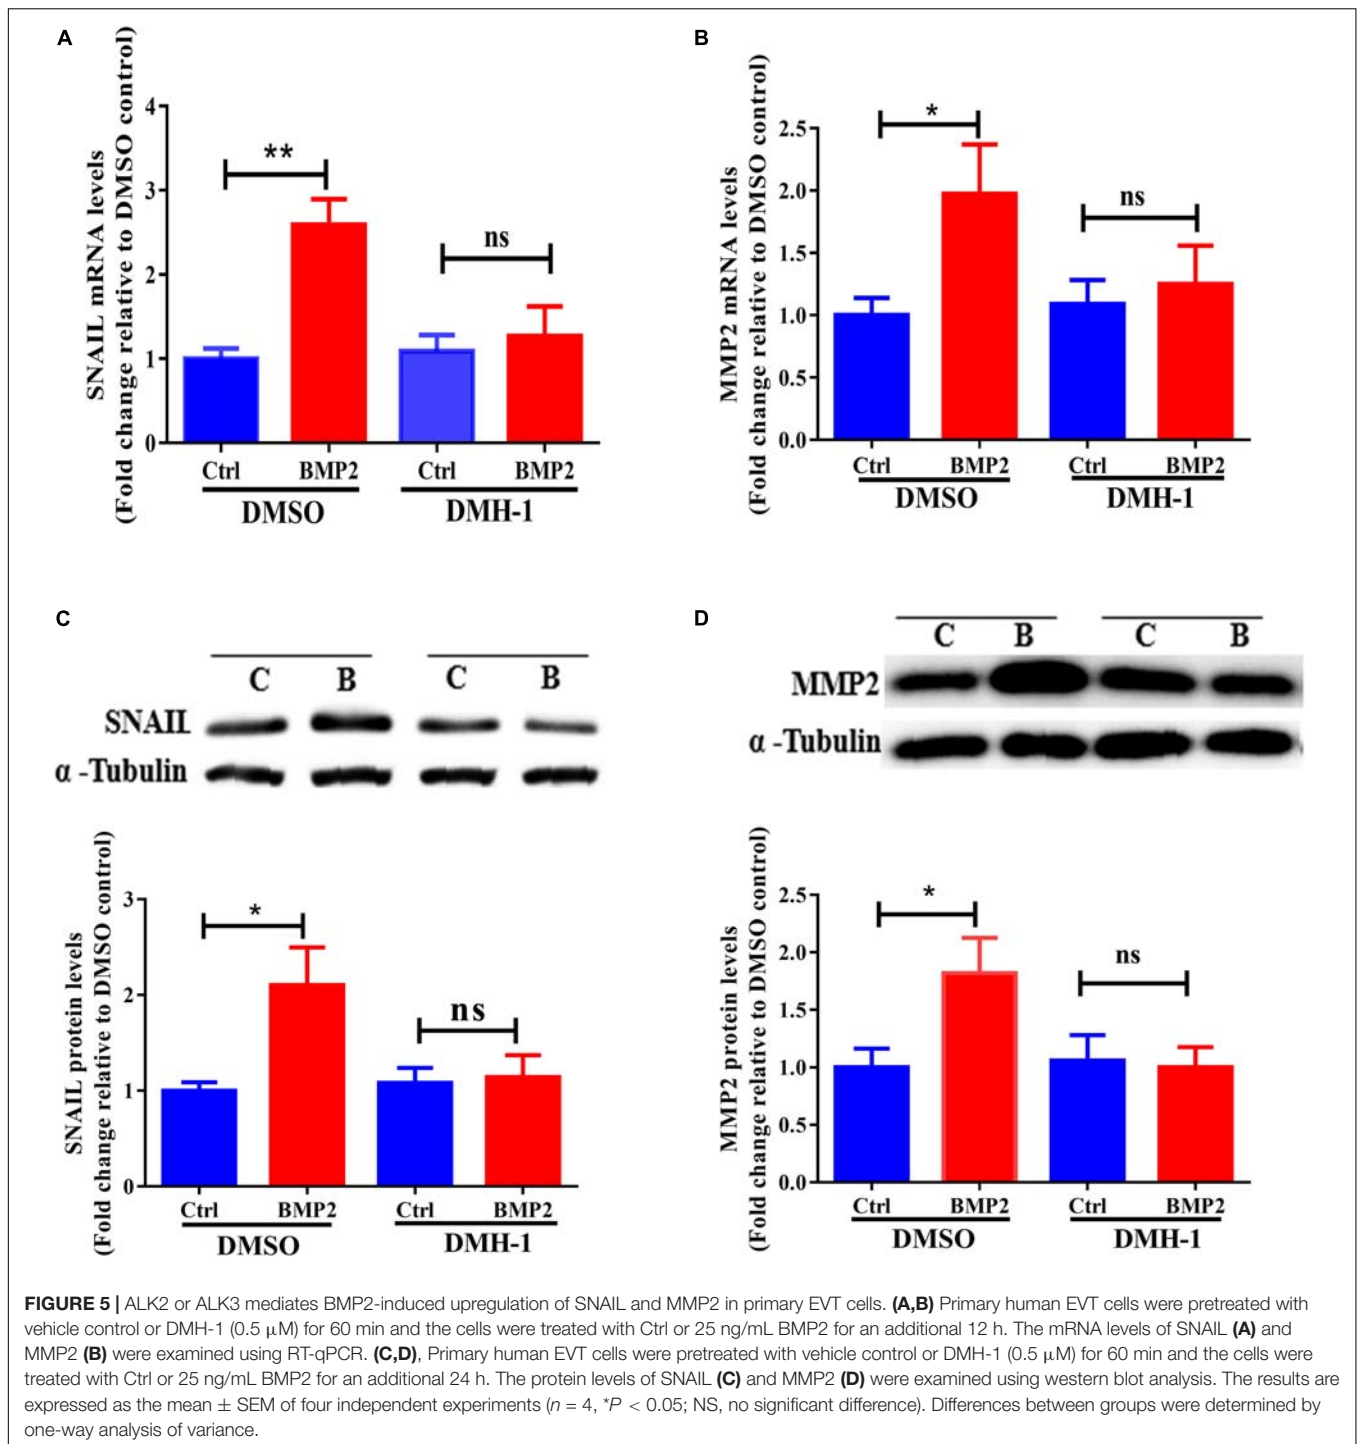 A
SNAIL mRNA levels
(Fold change relative to DMSO control)
4
3
2
1
0
**
ns
Ctrl BMP2 Ctrl BMP2
DMSO DMH-1
B
MMP2 mRNA levels
(Fold change relative to DMSO control)
2.5
2.0
1.5
1.0
0.5
0.0
*
ns
Ctrl BMP2 Ctrl BMP2
DMSO DMH-1
C
C B C B
SNAIL
α -Tubulin
SNAIL protein levels
(Fold change relative to DMSO control)
3
2
1
0
*
ns
Ctrl BMP2 Ctrl BMP2
DMSO DMH-1
D
C B C B
MMP2
α -Tubulin
MMP2 protein levels
(Fold change relative to DMSO control)
2.5
2.0
1.5
1.0
0.5
0.0
*
ns
Ctrl BMP2 Ctrl BMP2
DMSO DMH-1
FIGURE 5 | ALK2 or ALK3 mediates BMP2-induced upregulation of SNAIL and MMP2 in primary EVT cells. (A,B) Primary human EVT cells were pretreated with
vehicle control or DMH-1 (0.5 μM) for 60 min and the cells were treated with Ctrl or 25 ng/mL BMP2 for an additional 12 h. The mRNA levels of SNAIL (A) and
MMP2 (B) were examined using RT-qPCR. (C,D), Primary human EVT cells were pretreated with vehicle control or DMH-1 (0.5 μM) for 60 min and the cells were
treated with Ctrl or 25 ng/mL BMP2 for an additional 24 h. The protein levels of SNAIL (C) and MMP2 (D) were examined using western blot analysis. The results are
expressed as the mean ± SEM of four independent experiments (n = 4, *P < 0.05; NS, no significant difference). Differences between groups were determined by
one-way analysis of variance.